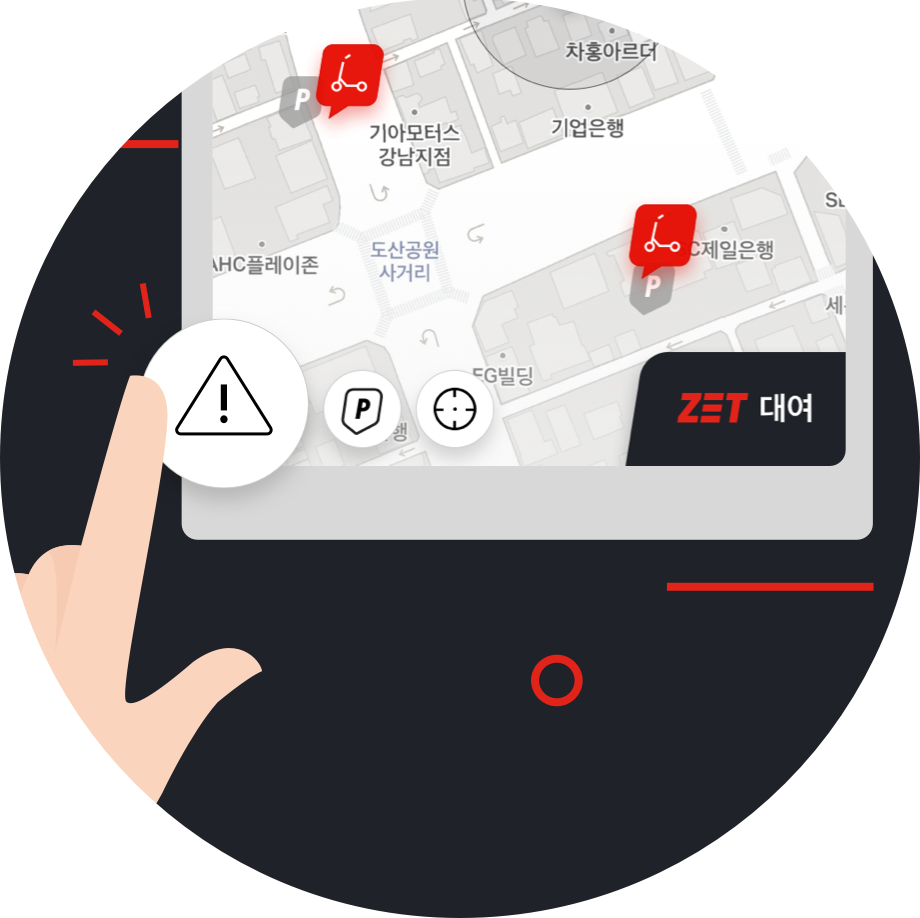 차홍아르더
P
기아모터스
강남지점
기업은행
C제일은행
도산공원
사거리
AHC플레이존
P
세
FG빌딩
P
행
ZET 대여